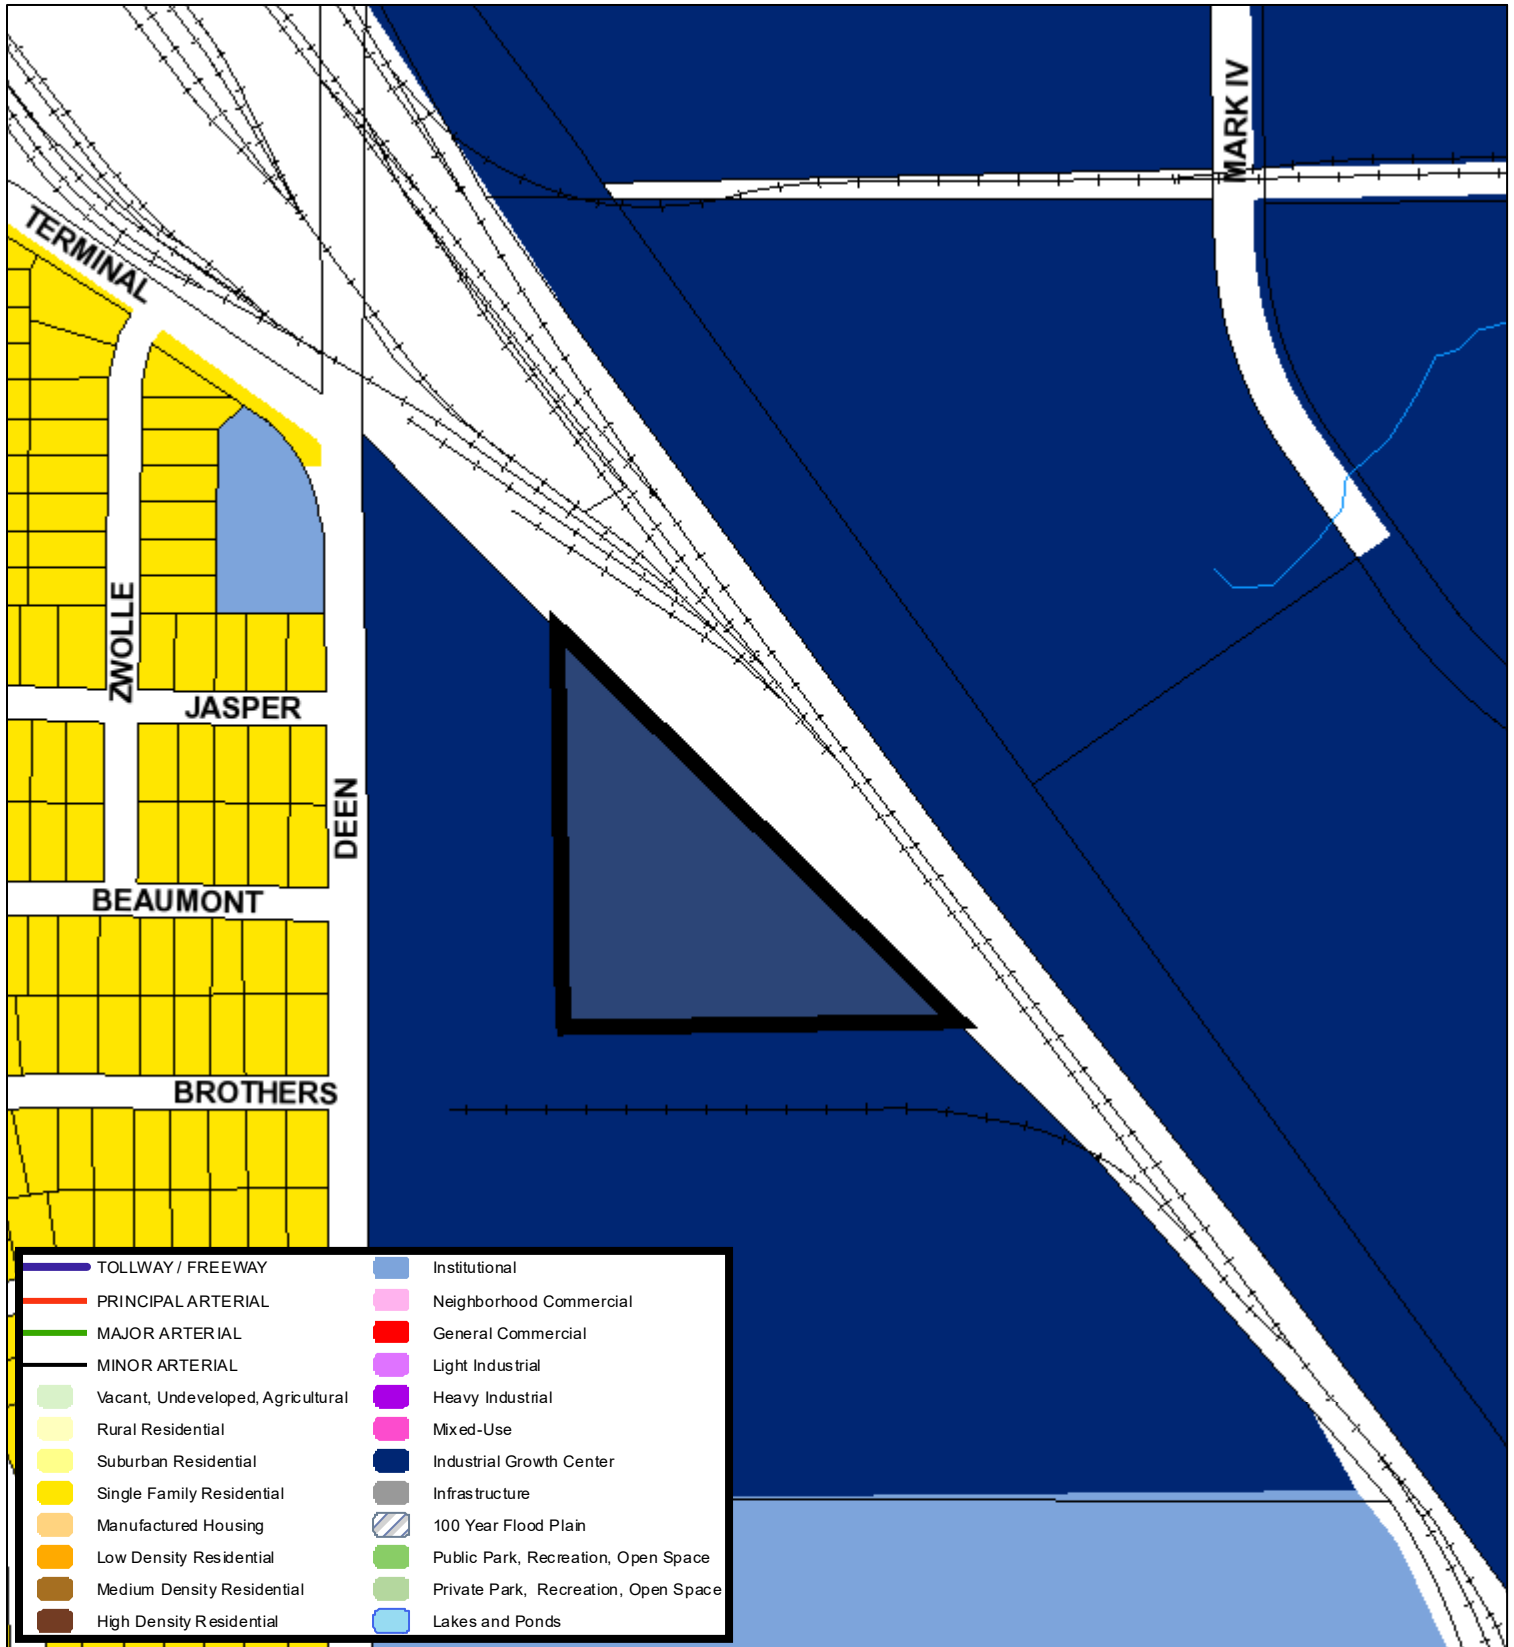 MARK IV
TERMINAL
ZWOLLE
JASPER
DEEN
BEAUMONT
BROTHERS
TOLLWAY / FREEWAY
PRINCIPAL ARTERIAL
MAJOR ARTERIAL
MINOR ARTERIAL
Vacant, Undeveloped, Agricultural
Rural Residential
Suburban Residential
Single Family Residential
Manufactured Housing
Low Density Residential
Medium Density Residential
High Density Residential
Institutional
Neighborhood Commercial
General Commercial
Light Industrial
Heavy Industrial
Mixed-Use
Industrial Growth Center
Infrastructure
100 Year Flood Plain
Public Park, Recreation, Open Space
Private Park, Recreation, Open Space
Lakes and Ponds